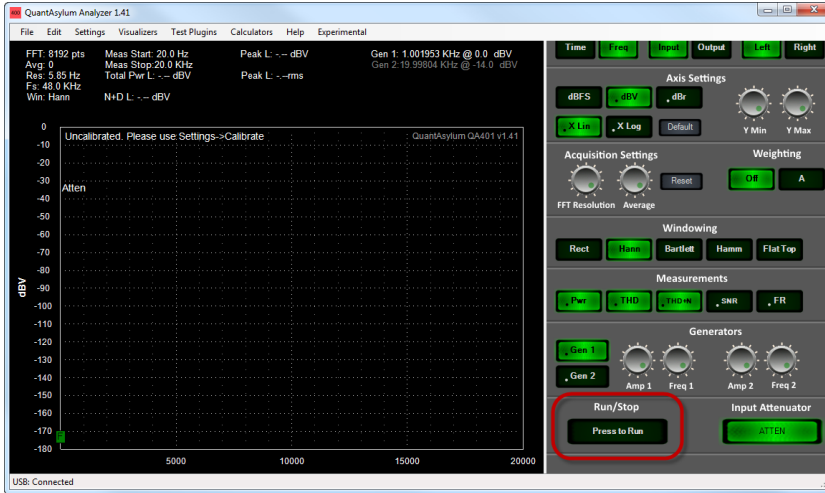 400 QuantAsylum Analyzer 1.41
File Edit Settings Visualizers Test Plugins Calculators Help Experimental
FFT: 8192 pts Meas Start: 20.0 Hz Peak L: -.-- dBV Gen 1: 1.001953 KHz @ 0.0 dBV
Avg: 0 Meas Stop:20.0 KHz Gen 2:19.99804 KHz @ -14.0 dBV
Res: 5.85 Hz Total Pwr L: -.-- dBV Peak L: -.--rms
Fs: 48.0 KHz
Win: Hann N+D L: -.-- dBV
Uncalibrated. Please use Settings->Calibrate QuantAsylum QA401 v1.41
Atten
dBV
0
-10
-20
-30
-40
-50
-60
-70
-80
-90
-100
-110
-120
-130
-140
-150
-160
-170
-180
5000 10000 15000 20000
Time Freq Input Output Left Right
Axis Settings
dBFS dBV dBr
X Lin X Log Default Y Min Y Max
Acquisition Settings Weighting
Reset Off A
FFT Resolution Average
Windowing
Rect Hann Bartlett Hamm Flat Top
Measurements
Pwr THD THD+N SNR FR
Generators
Gen 1
Gen 2
Amp 1 Freq 1 Amp 2 Freq 2
Run/Stop Input Attenuator
Press to Run ATTEN
USB: Connected